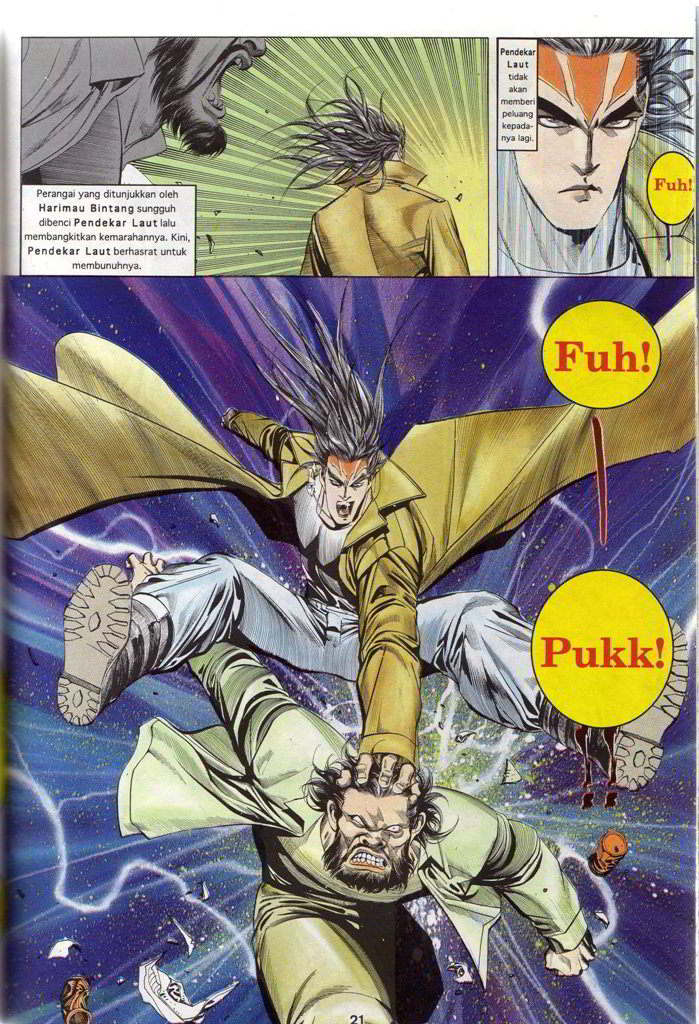 Perangai yang ditunjukkan oleh
Harimau Bintang sungguh
dibenci Pendekar Laut lalu
membangkitkan kemarahannya. Kini,
Pendekar Laut berhasrat untuk
membunuhnya.
Pendekar
Laut
tidak
akan
memberi
peluang
kepada-
nya lagi.
Fuh!
Fuh!
Pukk!
21